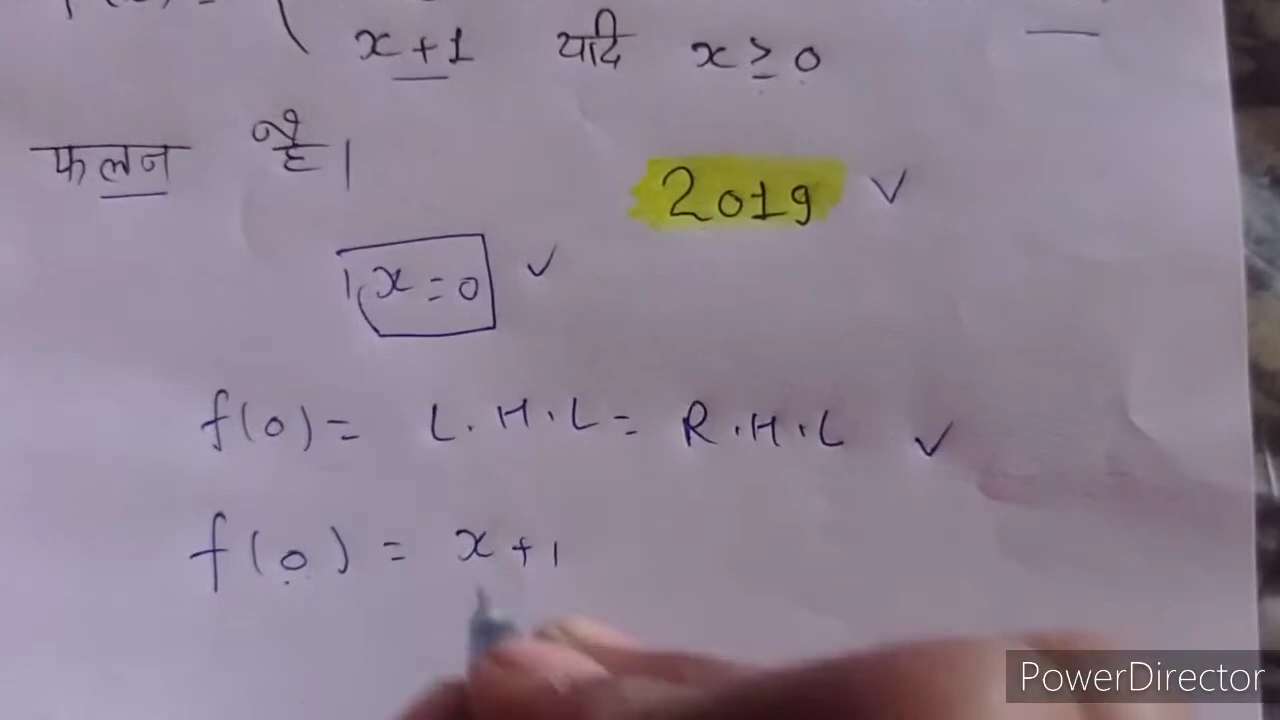 x+1 यदि x ≥ 0
फलन है।
2019 ✓
x=0 ✓
f(0)= L.H.L= R.H.L ✓
f(0) = x+1
PowerDirector